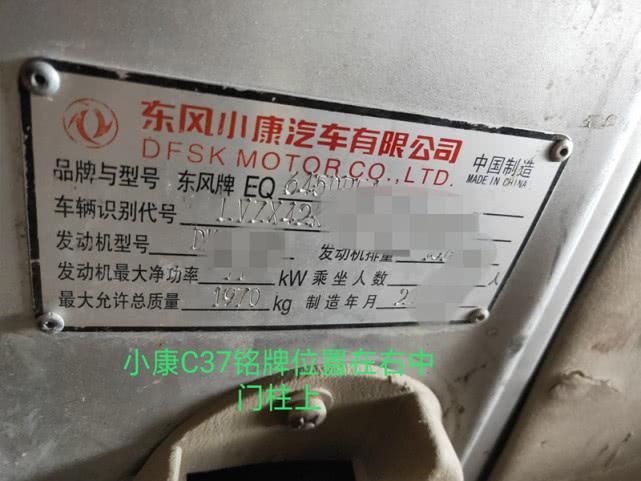 东风小康汽车有限公司
DFSK MOTOR CO.,LTD.
中国制造
MADE IN CHINA
品牌与型号 东风牌 EQ
车辆识别代号
发动机型号 发动机排量
发动机最大净功率 kW 乘坐人数 人
最大允许总质量 1970 kg 制造年月 2
小康C37铭牌位置在右中
门柱上